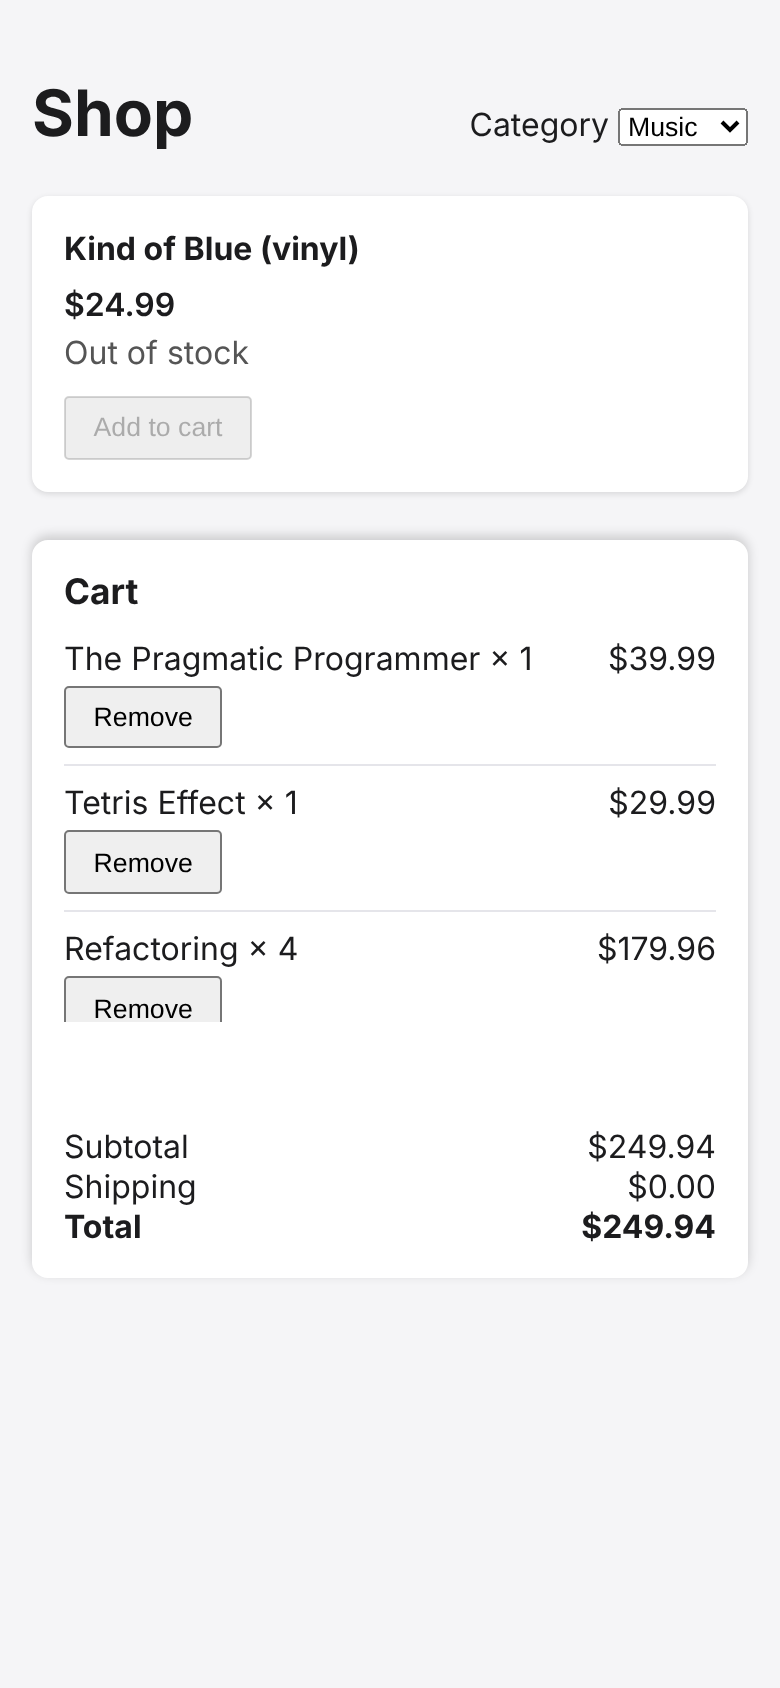 Shop
Category Music
Kind of Blue (vinyl)
$24.99
Out of stock
Add to cart
Cart
The Pragmatic Programmer × 1 $39.99
Remove
Tetris Effect × 1 $29.99
Remove
Refactoring × 4 $179.96
Remove
Subtotal $249.94
Shipping $0.00
Total $249.94